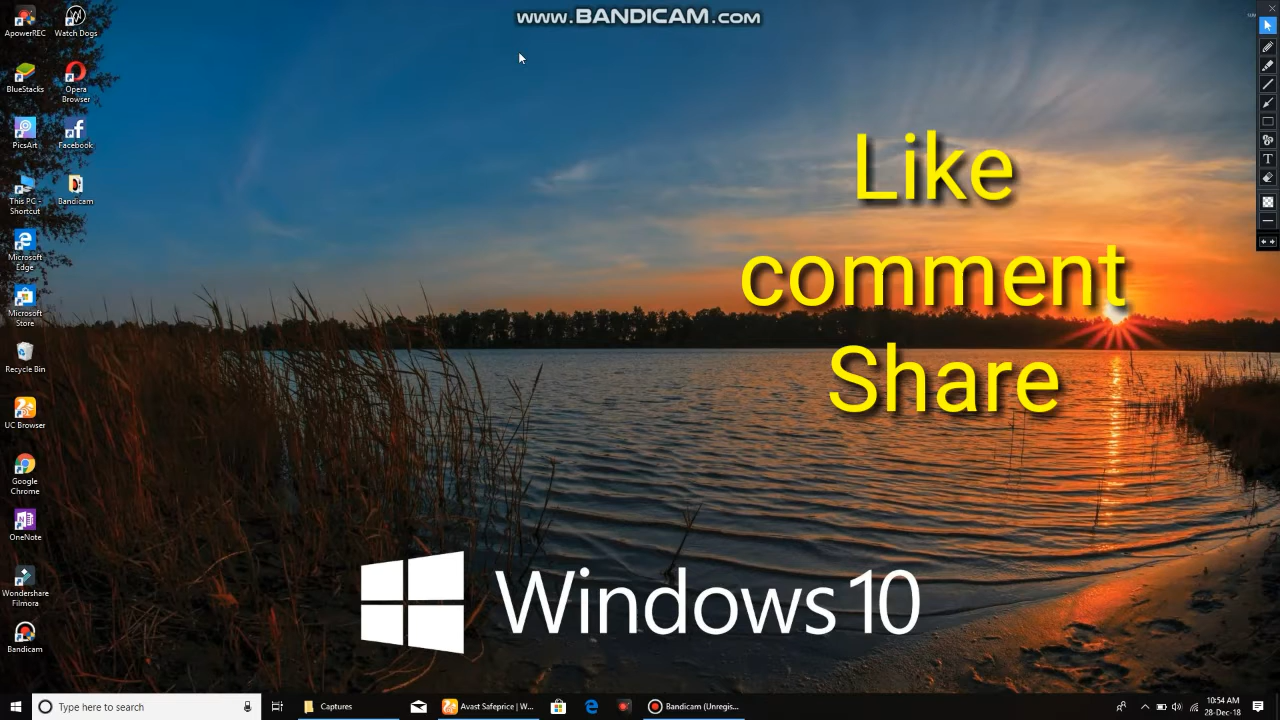 www.BANDICAM.com
ApowerREC
Watch Dogs
BlueStacks
Opera
Browser
PicsArt
Facebook
This PC -
Shortcut
Bandicam
Microsoft
Edge
Microsoft
Store
Recycle Bin
UC Browser
Google
Chrome
OneNote
Wondershare
Filmora
Bandicam
Like
comment
Share
Windows 10
Type here to search
Captures
Avast Safeprice | W...
Bandicam (Unregis...
10:54 AM
28-Dec-18